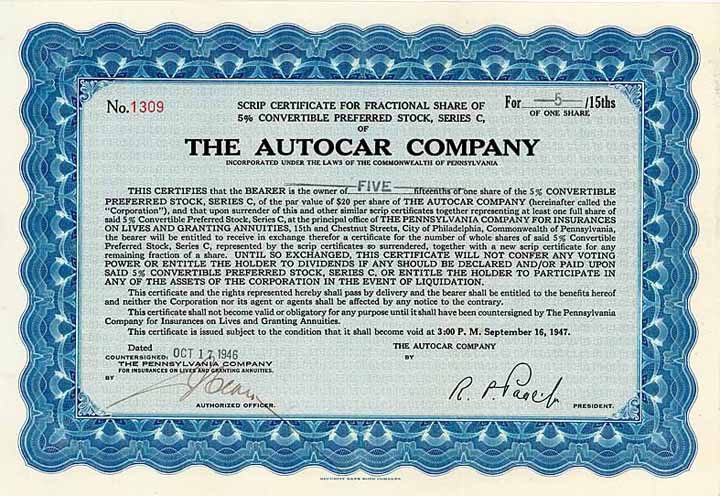 No. 1309
SCRIP CERTIFICATE FOR FRACTIONAL SHARE OF
For 5 /15ths
5% CONVERTIBLE PREFERRED STOCK, SERIES C,
OF ONE SHARE
OF
THE AUTOCAR COMPANY
INCORPORATED UNDER THE LAWS OF THE COMMONWEALTH OF PENNSYLVANIA
THIS CERTIFIES that the BEARER is the owner of FIVE fifteenths of one share of the 5% CONVERTIBLE
PREFERRED STOCK, SERIES C, of the par value of $20 per share of THE AUTOCAR COMPANY (hereinafter called the
"Corporation"), and that upon surrender of this and other similar scrip certificates together representing at least one full share of
said 5% Convertible Preferred Stock, Series C, at the principal office of THE PENNSYLVANIA COMPANY FOR INSURANCES
ON LIVES AND GRANTING ANNUITIES, 15th and Chestnut Streets, City of Philadelphia, Commonwealth of Pennsylvania,
the bearer will be entitled to receive in exchange therefor a certificate for the number of whole shares of said 5% Convertible
Preferred Stock, Series C, represented by the scrip certificates so surrendered, together with a new scrip certificate for any
remaining fraction of a share. UNTIL SO EXCHANGED, THIS CERTIFICATE WILL NOT CONFER ANY VOTING
POWER OR ENTITLE THE HOLDER TO DIVIDENDS IF ANY SHOULD BE DECLARED AND/OR PAID UPON
SAID 5% CONVERTIBLE PREFERRED STOCK, SERIES C, OR ENTITLE THE HOLDER TO PARTICIPATE IN
ANY OF THE ASSETS OF THE CORPORATION IN THE EVENT OF LIQUIDATION.
This certificate and the rights represented hereby shall pass by delivery and the bearer shall be entitled to the benefits hereof
and neither the Corporation nor its agent or agents shall be affected by any notice to the contrary.
This certificate shall not become valid or obligatory for any purpose until it shall have been countersigned by The Pennsylvania
Company for Insurances on Lives and Granting Annuities.
This certificate is issued subject to the condition that it shall become void at 3:00 P. M. September 16, 1947.
Dated OCT 17 1946
THE AUTOCAR COMPANY
COUNTERSIGNED:
BY
THE PENNSYLVANIA COMPANY
FOR INSURANCES ON LIVES AND GRANTING ANNUITIES.
BY
R. P.
PRESIDENT.
AUTHORIZED OFFICER.
SECURITY BANK NOTE COMPANY